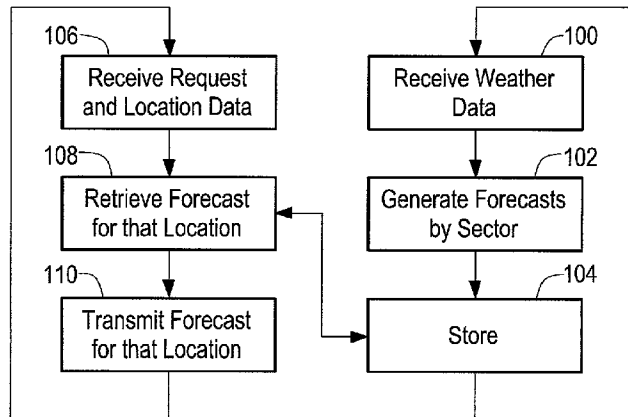 106
Receive Request
and Location Data
108
Retrieve Forecast
for that Location
110
Transmit Forecast
for that Location
100
Receive Weather
Data
102
Generate Forecasts
by Sector
104
Store